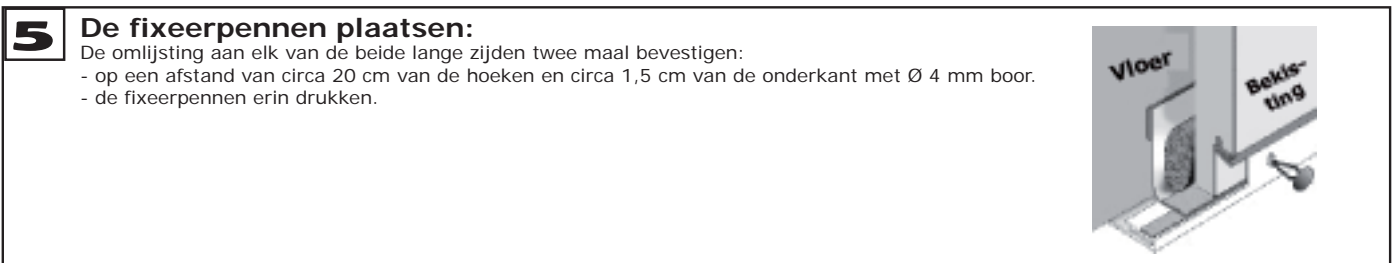 5
De fixeerpennen plaatsen:
De omlijsting aan elk van de beide lange zijden twee maal bevestigen:
- op een afstand van circa 20 cm van de hoeken en circa 1,5 cm van de onderkant met Ø 4 mm boor.
- de fixeerpennen erin drukken.
Vloer
Bekis-
ting